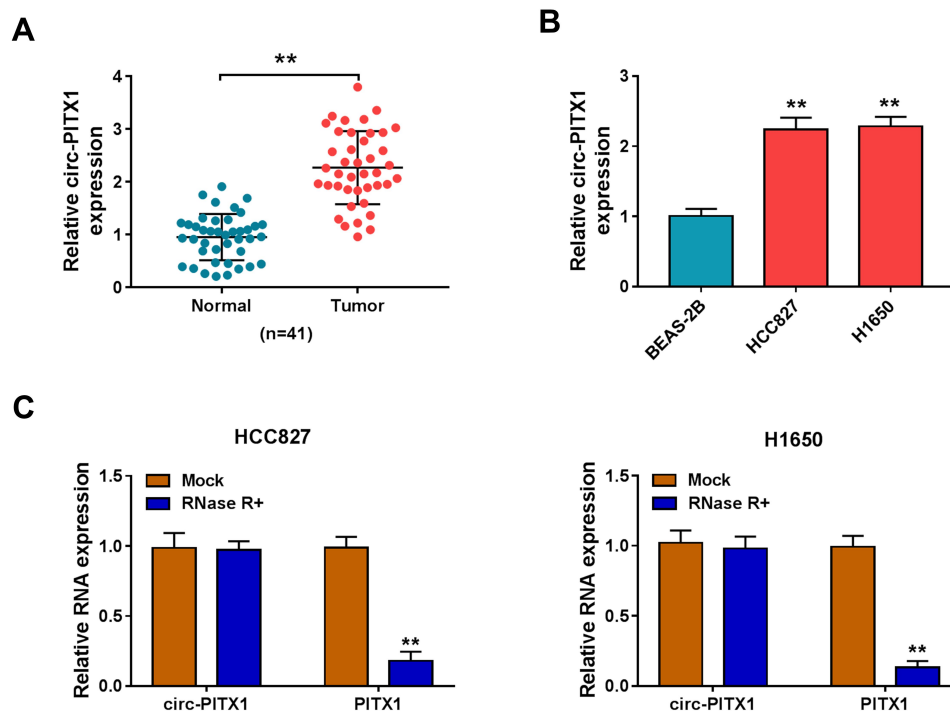 A
Relative circ-PITX1
expression
4
3
2
1
0
**
Normal
Tumor
(n=41)
B
Relative circ-PITX1
expression
3
2
1
0
**
**
BEAS-2B
HCC827
H1650
C
HCC827
Relative RNA expression
1.5
1.0
0.5
0.0
Mock
RNase R+
**
circ-PITX1
PITX1
H1650
Relative RNA expression
1.5
1.0
0.5
0.0
Mock
RNase R+
**
circ-PITX1
PITX1